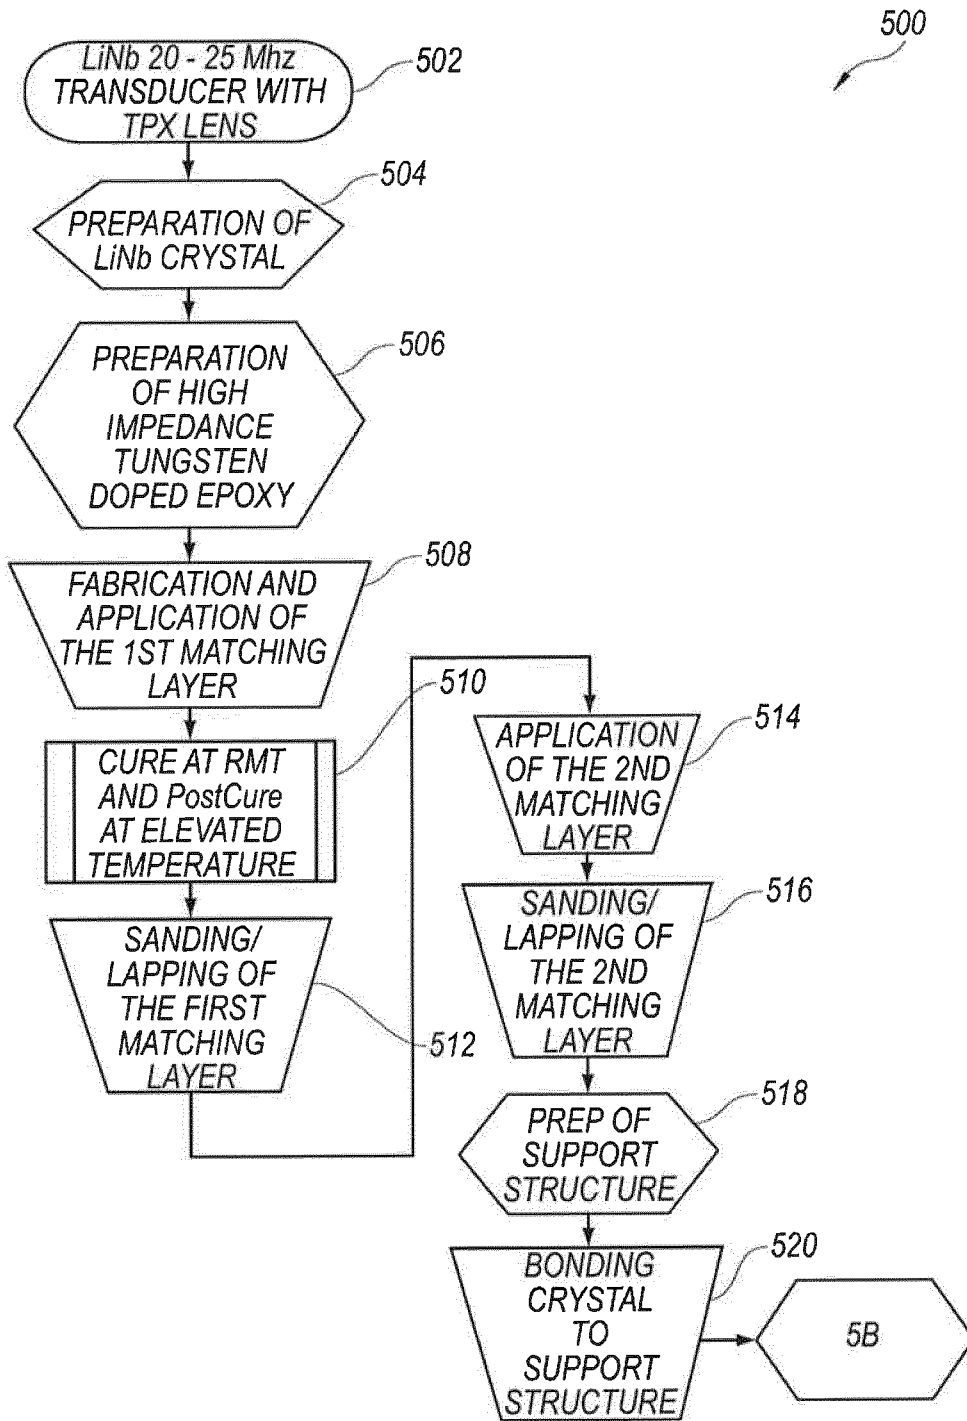 500
LiNb 20 - 25 Mhz
TRANSDUCER WITH
TPX LENS
502
PREPARATION OF
LiNb CRYSTAL
504
PREPARATION
OF HIGH
IMPEDANCE
TUNGSTEN
DOPED EPOXY
506
FABRICATION AND
APPLICATION OF
THE 1ST MATCHING
LAYER
508
CURE AT RMT
AND PostCure
AT ELEVATED
TEMPERATURE
510
SANDING/
LAPPING OF
THE FIRST
MATCHING
LAYER
512
APPLICATION
OF THE 2ND
MATCHING
LAYER
514
SANDING/
LAPPING OF
THE 2ND
MATCHING
LAYER
516
PREP OF
SUPPORT
STRUCTURE
518
BONDING
CRYSTAL
TO
SUPPORT
STRUCTURE
520
5B